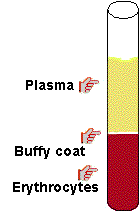 Plasma
Buffy coat
Erythrocytes